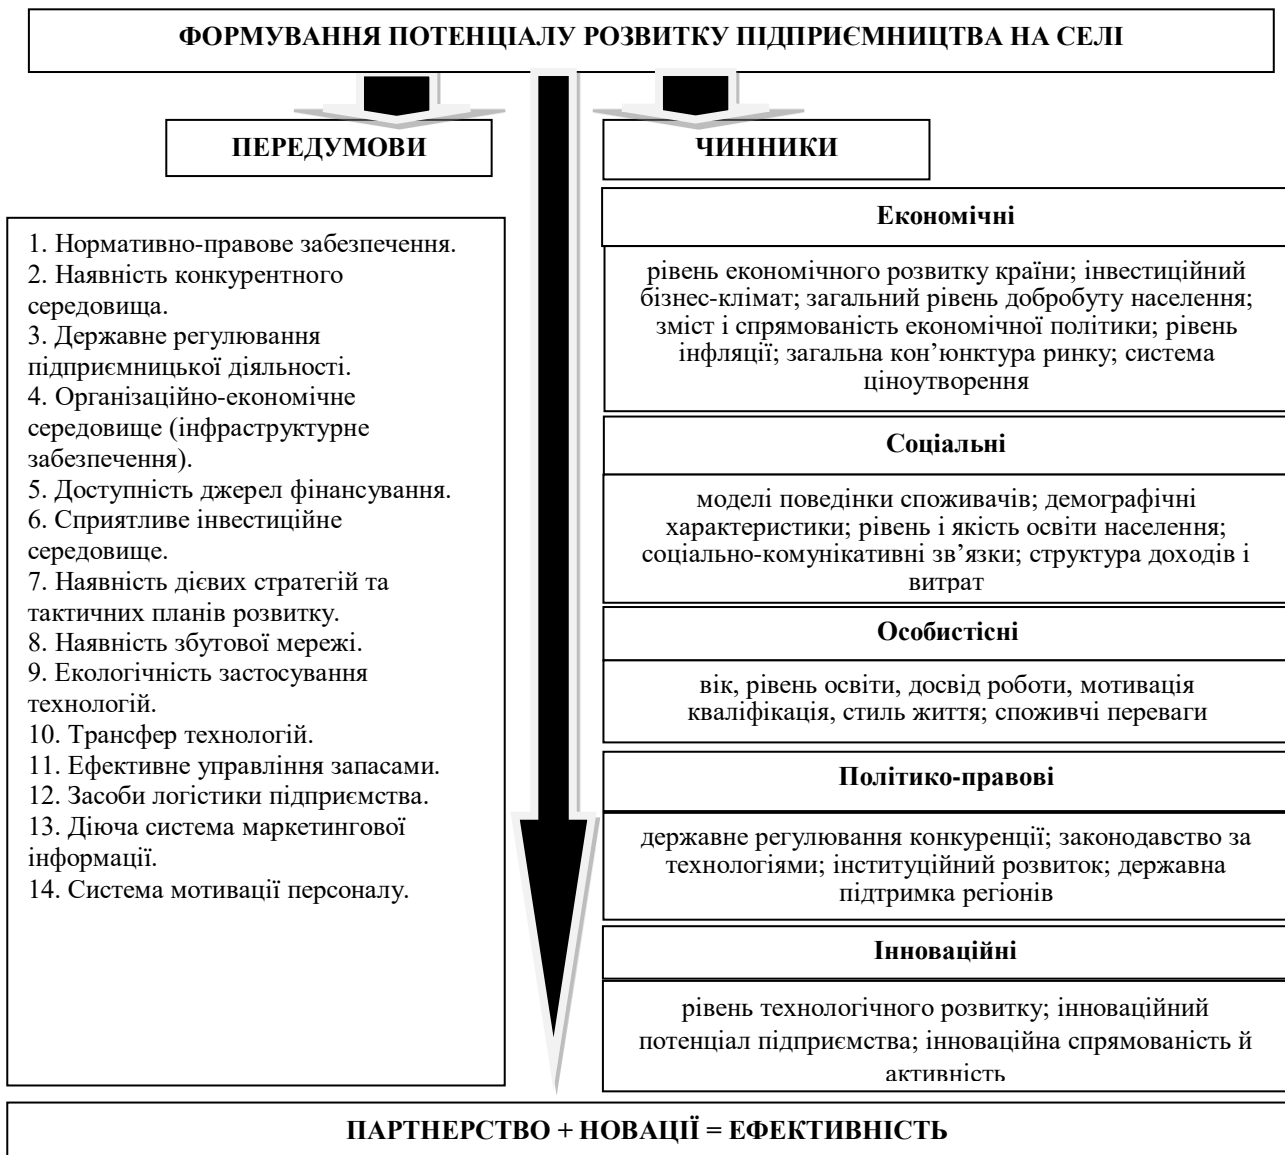 ФОРМУВАННЯ ПОТЕНЦІАЛУ РОЗВИТКУ ПІДПРИЄМНИЦТВА НА СЕЛІ
ПЕРЕДУМОВИ
1. Нормативно-правове забезпечення.
2. Наявність конкурентного
середовища.
3. Державне регулювання
підприємницької діяльності.
4. Організаційно-економічне
середовище (інфраструктурне
забезпечення).
5. Доступність джерел фінансування.
6. Сприятливе інвестиційне
середовище.
7. Наявність дієвих стратегій та
тактичних планів розвитку.
8. Наявність збутової мережі.
9. Екологічність застосування
технологій.
10. Трансфер технологій.
11. Ефективне управління запасами.
12. Засоби логістики підприємства.
13. Діюча система маркетингової
інформації.
14. Система мотивації персоналу.
ЧИННИКИ
Економічні
рівень економічного розвитку країни; інвестиційний
бізнес-клімат; загальний рівень добробуту населення;
зміст і спрямованість економічної політики; рівень
інфляції; загальна кон’юнктура ринку; система
ціноутворення
Соціальні
моделі поведінки споживачів; демографічні
характеристики; рівень і якість освіти населення;
соціально-комунікативні зв’язки; структура доходів і
витрат
Особистісні
вік, рівень освіти, досвід роботи, мотивація
кваліфікація, стиль життя; споживчі переваги
Політико-правові
державне регулювання конкуренції; законодавство за
технологіями; інституційний розвиток; державна
підтримка регіонів
Інноваційні
рівень технологічного розвитку; інноваційний
потенціал підприємства; інноваційна спрямованість й
активність
ПАРТНЕРСТВО + НОВАЦІЇ = ЕФЕКТИВНІСТЬ